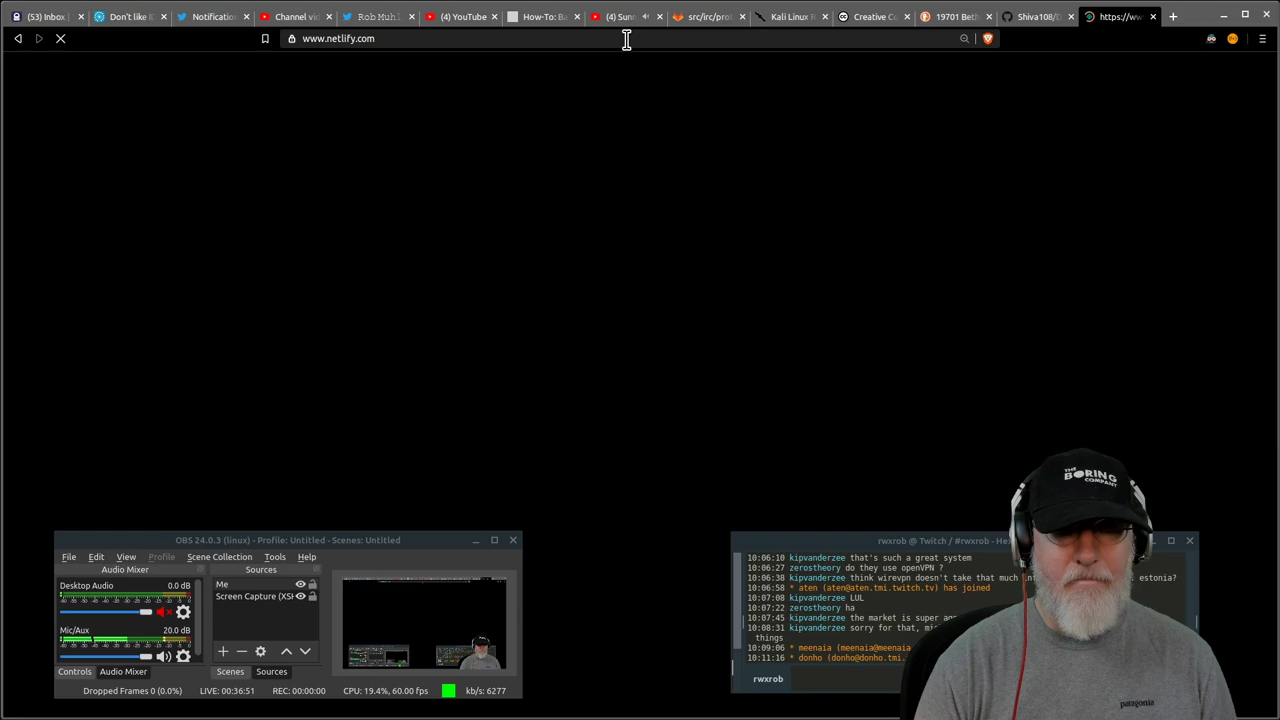 (53) Inbox
Don't like
Notification
Channel vid
Rob Muhl
(4) YouTube
How-To: Ba
(4) Sun
src/irc/pro
Kali Linux R
Creative Co
19701 Beth
Shiva108/D
https://ww
www.netlify.com
THE
BORING
COMPANY
patagonia
OBS 24.0.3 (linux) - Profile: Untitled - Scenes: Untitled
File Edit View Profile Scene Collection Tools Help
Audio Mixer
Sources
Desktop Audio 0.0 dB
Mic/Aux 20.0 dB
Me
Screen Capture (XSH
Controls Audio Mixer
Scenes Sources
Dropped Frames 0 (0.0%) LIVE: 00:36:51 REC: 00:00:00 CPU: 19.4%, 60.00 fps kb/s: 6277
rwxrob @ Twitch / #rwxrob - Hex
10:06:10 kipvanderzee that's such a great system
10:06:27 zerostheory do they use openVPN ?
10:06:38 kipvanderzee think wirevpn doesn't take that much estonia?
10:06:58 * aten (aten@aten.tmi.twitch.tv) has joined
10:07:08 kipvanderzee LUL
10:07:22 zerostheory ha
10:07:45 kipvanderzee the market is super
10:08:31 kipvanderzee sorry for that,
things
10:09:06 * meenaia (meenaia@meenaia
10:11:16 * donho (donho@donho.tmi.
rwxrob